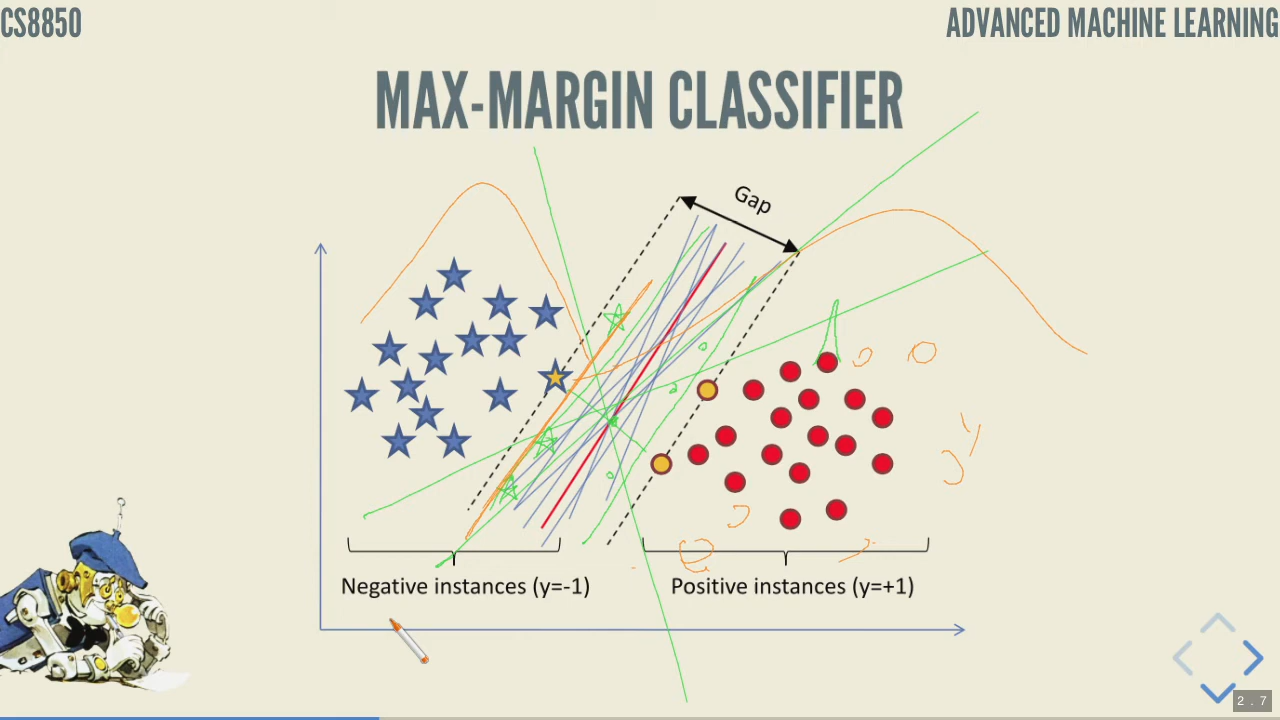 CS8850
ADVANCED MACHINE LEARNING
MAX-MARGIN CLASSIFIER
Gap
Negative instances (y=-1)
Positive instances (y=+1)
2.7